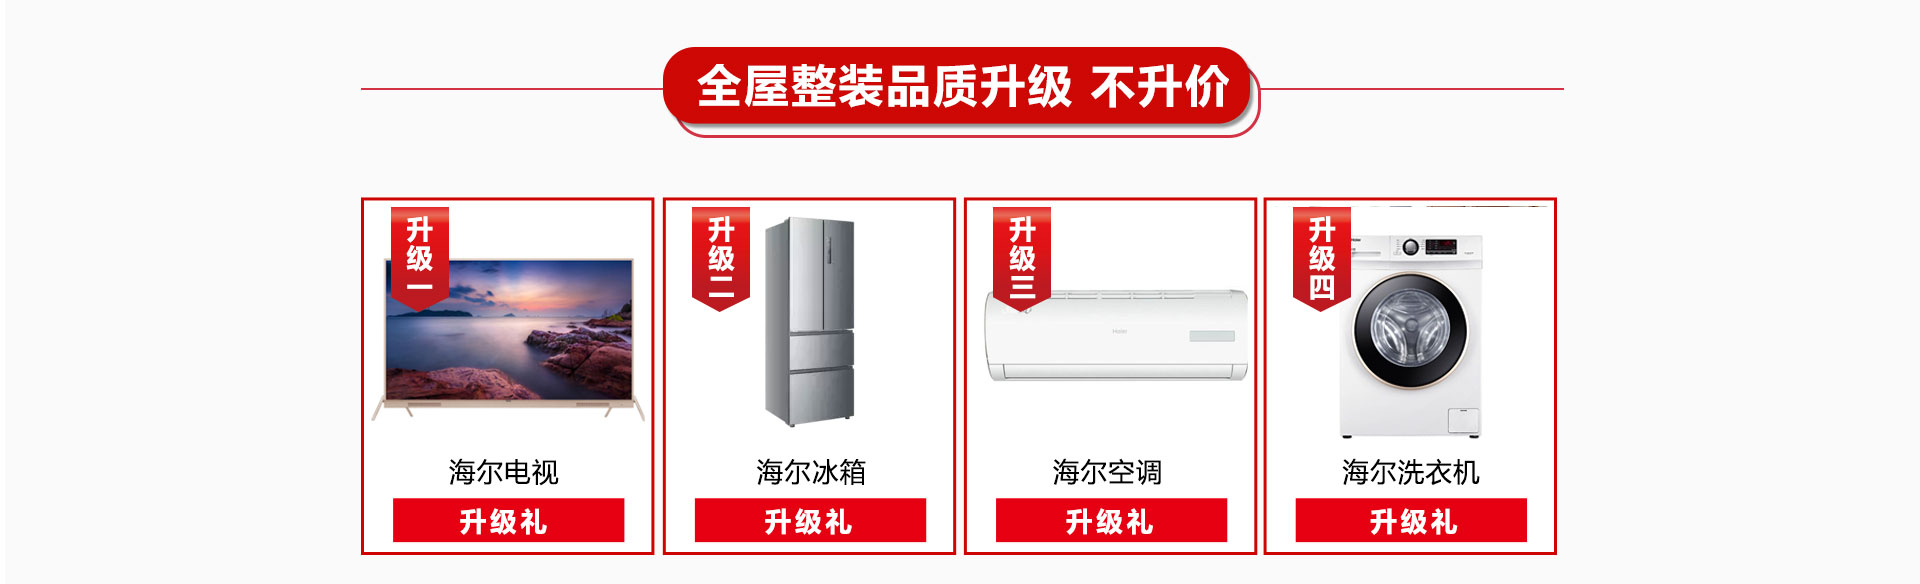 全屋整装品质升级 不升价
升级一
海尔电视
升级礼
升级二
海尔冰箱
升级礼
升级三
Haier
海尔空调
升级礼
升级四
海尔洗衣机
升级礼